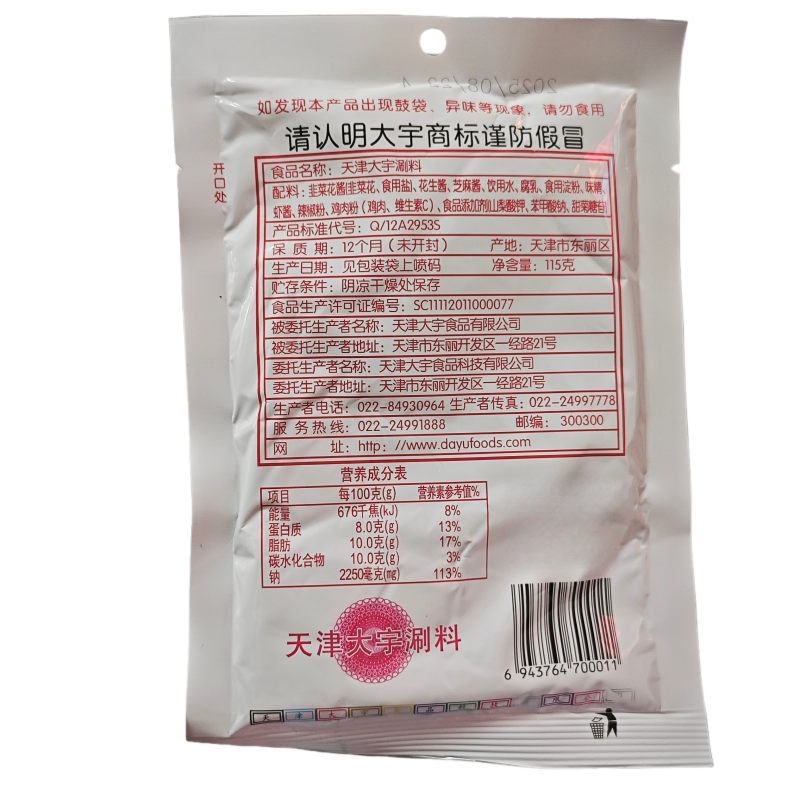 2025/08/22 4
如发现本产品出现鼓袋、异味等现象,请勿食用
请认明大宇商标谨防假冒
开口处
食品名称:天津大宇涮料
配料:韭菜花酱(韭菜花、食用盐)、花生酱、芝麻酱、饮用水、腐乳、食用淀粉、味精、
虾酱、辣椒粉、鸡肉粉(鸡肉、维生素C)、食品添加剂(山梨酸钾、苯甲酸钠、甜菊糖苷)
产品标准代号:Q/12A2953S
保质期:12个月(未开封) 产地:天津市东丽区
生产日期:见包装袋上喷码 净含量:115克
贮存条件:阴凉干燥处保存
食品生产许可证编号:SC11112011000077
被委托生产者名称:天津大宇食品有限公司
被委托生产者地址:天津市东丽开发区一经路21号
委托生产者名称:天津大宇食品科技有限公司
委托生产者地址:天津市东丽开发区一经路21号
生产者电话:022-84930964 生产者传真:022-24997778
服务热线:022-24991888 邮编:300300
网址:http://www.dayufoods.com
营养成分表
项目 每100克(g) 营养素参考值%
能量 676千焦(kJ) 8%
蛋白质 8.0克(g) 13%
脂肪 10.0克(g) 17%
碳水化合物 10.0克(g) 3%
钠 2250毫克(mg) 113%
天津大宇涮料
6 943764 700011